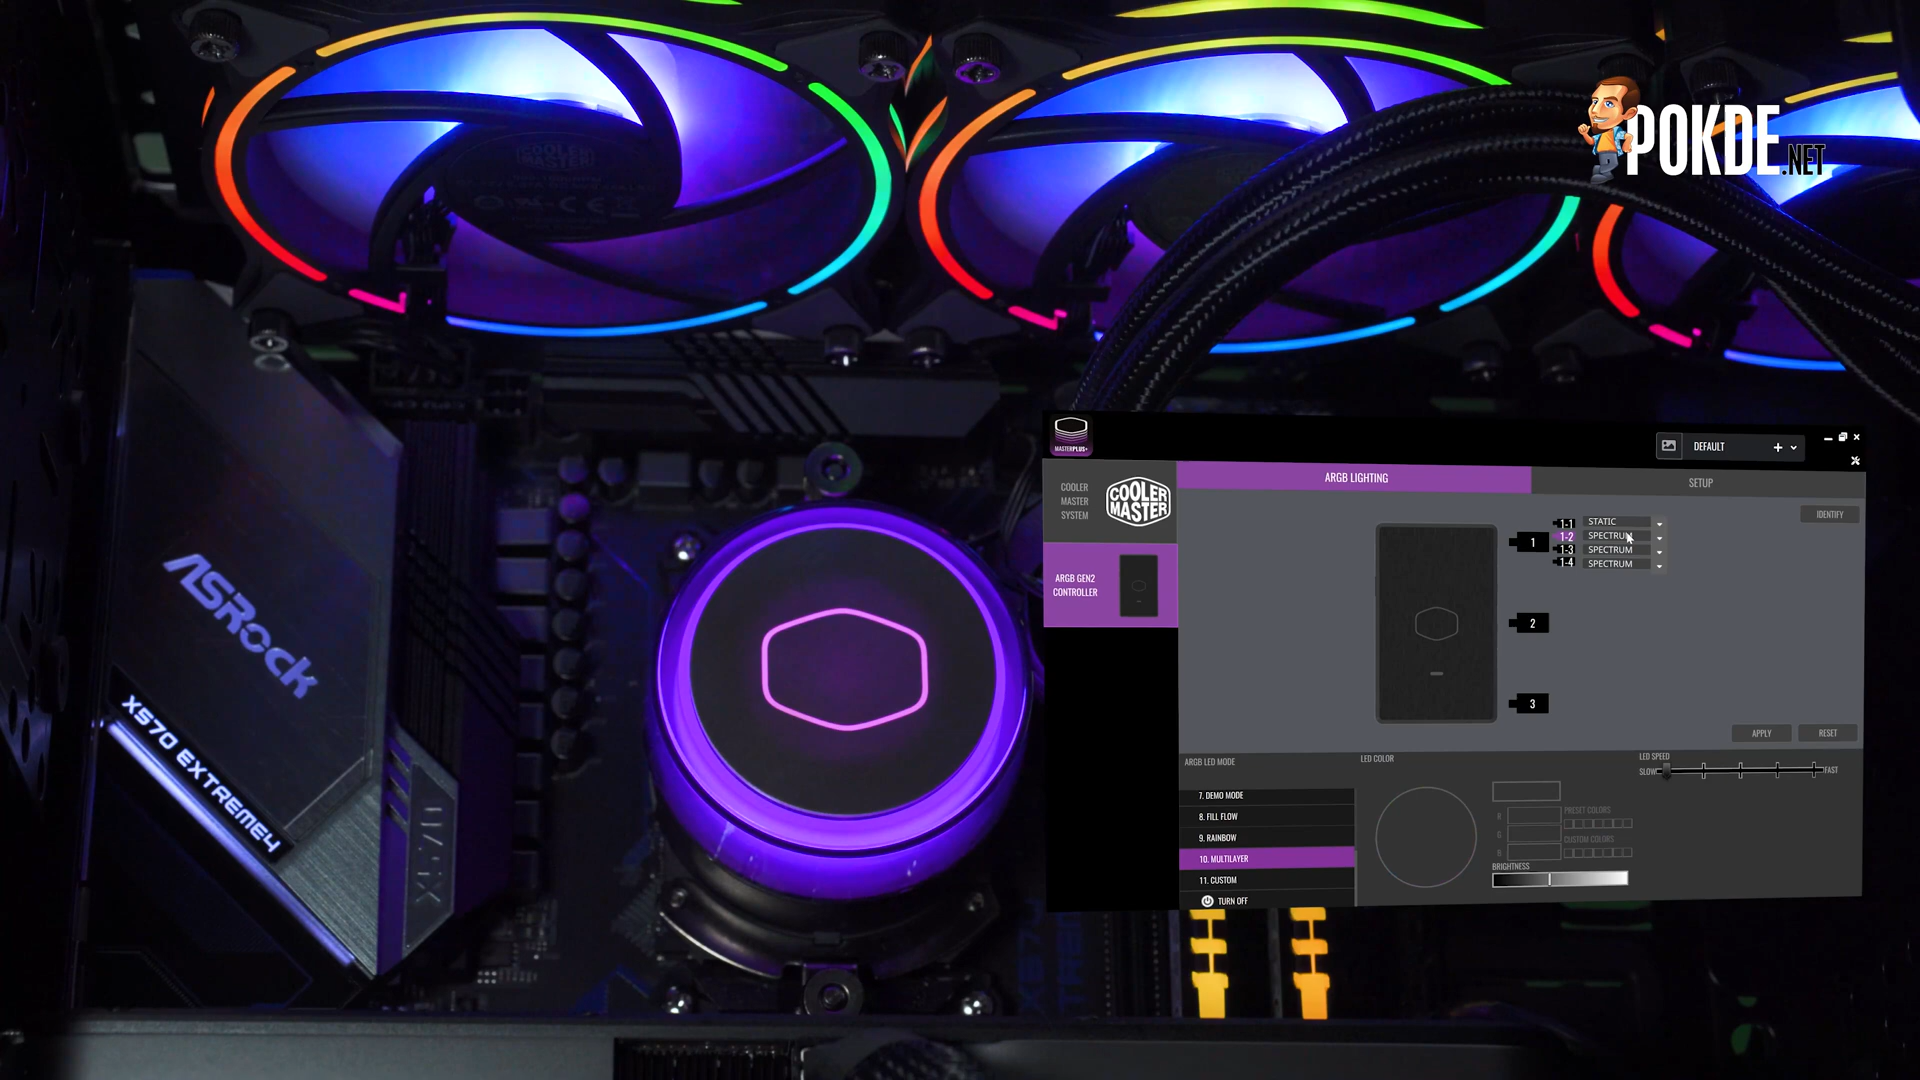 COOLER
MASTER
POKDE.NET
MASTERPLUS+
DEFAULT
COOLER
MASTER
SYSTEM
COOLER
MASTER
ARGB LIGHTING
SETUP
IDENTIFY
1
1-1 STATIC
1-2 SPECTRUM
1-3 SPECTRUM
1-4 SPECTRUM
ARGB GEN2
CONTROLLER
2
3
APPLY
RESET
ARGB LED MODE
LED COLOR
LED SPEED
SLOW
FAST
7. DEMO MODE
8. FILL FLOW
9. RAINBOW
10. MULTILAYER
11. CUSTOM
TURN OFF
R
G
B
PRESET COLORS
CUSTOM COLORS
BRIGHTNESS
ASRock
X570 EXTREME4